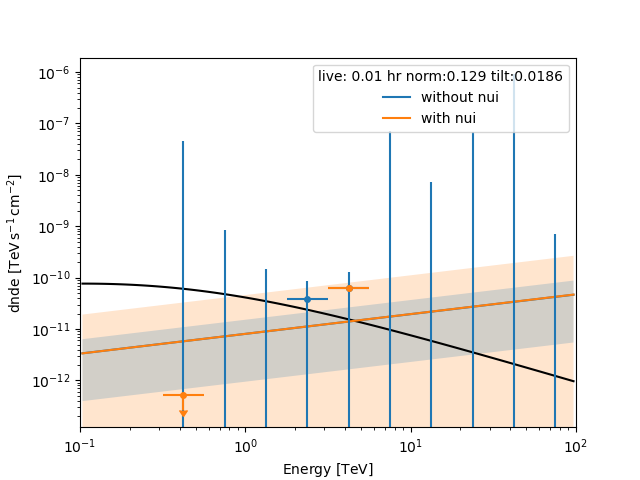 live: 0.01 hr norm:0.129 tilt:0.0186
without nui
with nui
dnde [TeV s⁻¹ cm⁻²]
10⁻⁶
10⁻⁷
10⁻⁸
10⁻⁹
10⁻¹⁰
10⁻¹¹
10⁻¹²
10⁻¹ 10⁰ 10¹ 10²
Energy [TeV]